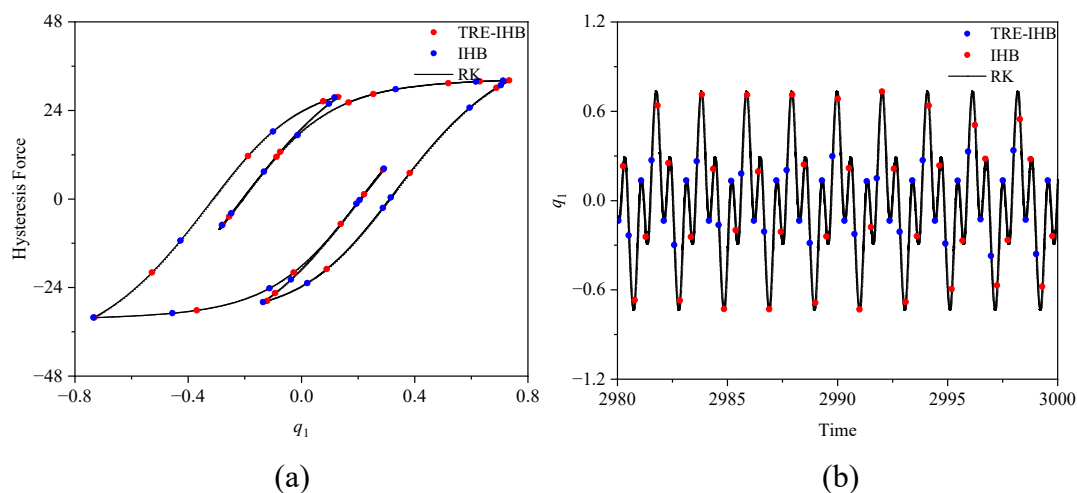 48
24
0
−24
−48
Hysteresis Force
−0.8
−0.4
0.0
0.4
0.8
q1
TRE-IHB
IHB
RK
(a)
1.2
0.6
0.0
−0.6
−1.2
q1
2980
2985
2990
2995
3000
Time
TRE-IHB
IHB
RK
(b)